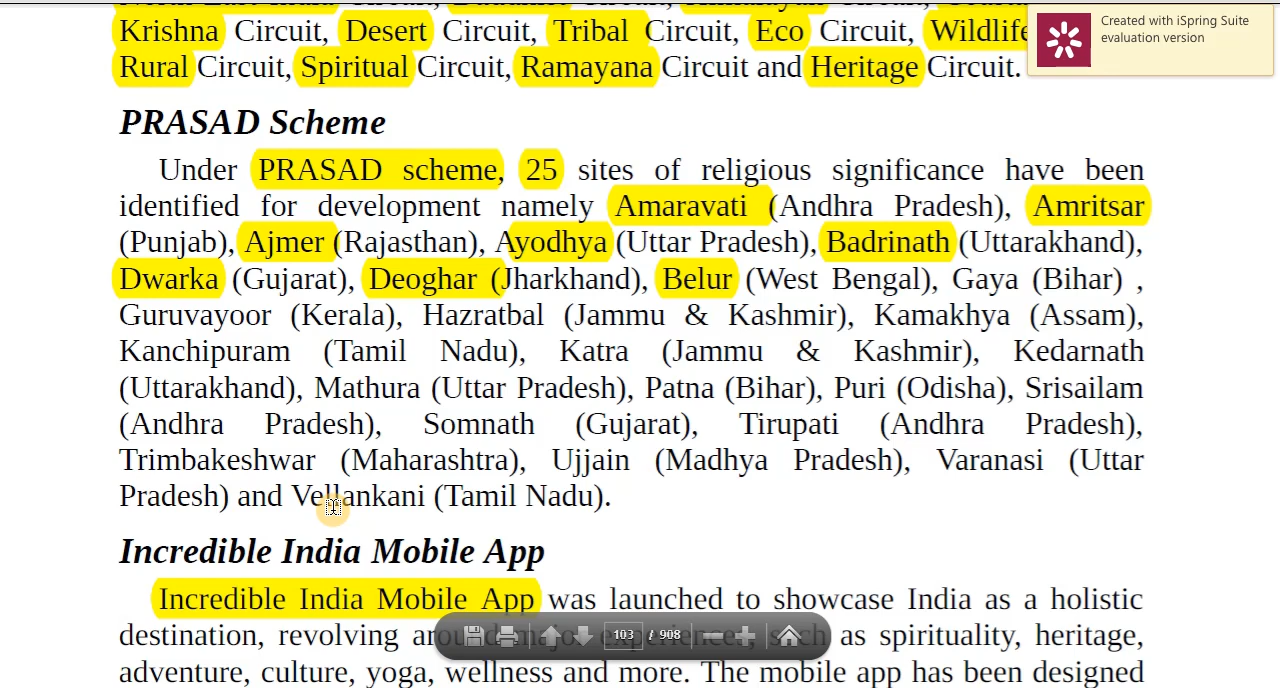 Krishna Circuit, Desert Circuit, Tribal Circuit, Eco Circuit, Wildlife
Rural Circuit, Spiritual Circuit, Ramayana Circuit and Heritage Circuit.
Created with iSpring Suite
evaluation version
PRASAD Scheme
Under PRASAD scheme, 25 sites of religious significance have been
identified for development namely Amaravati (Andhra Pradesh), Amritsar
(Punjab), Ajmer (Rajasthan), Ayodhya (Uttar Pradesh), Badrinath (Uttarakhand),
Dwarka (Gujarat), Deoghar (Jharkhand), Belur (West Bengal), Gaya (Bihar) ,
Guruvayoor (Kerala), Hazratbal (Jammu & Kashmir), Kamakhya (Assam),
Kanchipuram (Tamil Nadu), Katra (Jammu & Kashmir), Kedarnath
(Uttarakhand), Mathura (Uttar Pradesh), Patna (Bihar), Puri (Odisha), Srisailam
(Andhra Pradesh), Somnath (Gujarat), Tirupati (Andhra Pradesh),
Trimbakeshwar (Maharashtra), Ujjain (Madhya Pradesh), Varanasi (Uttar
Pradesh) and Vellankani (Tamil Nadu).
Incredible India Mobile App
Incredible India Mobile App was launched to showcase India as a holistic
destination, revolving around major experiences, such as spirituality, heritage,
103 / 908
adventure, culture, yoga, wellness and more. The mobile app has been designed